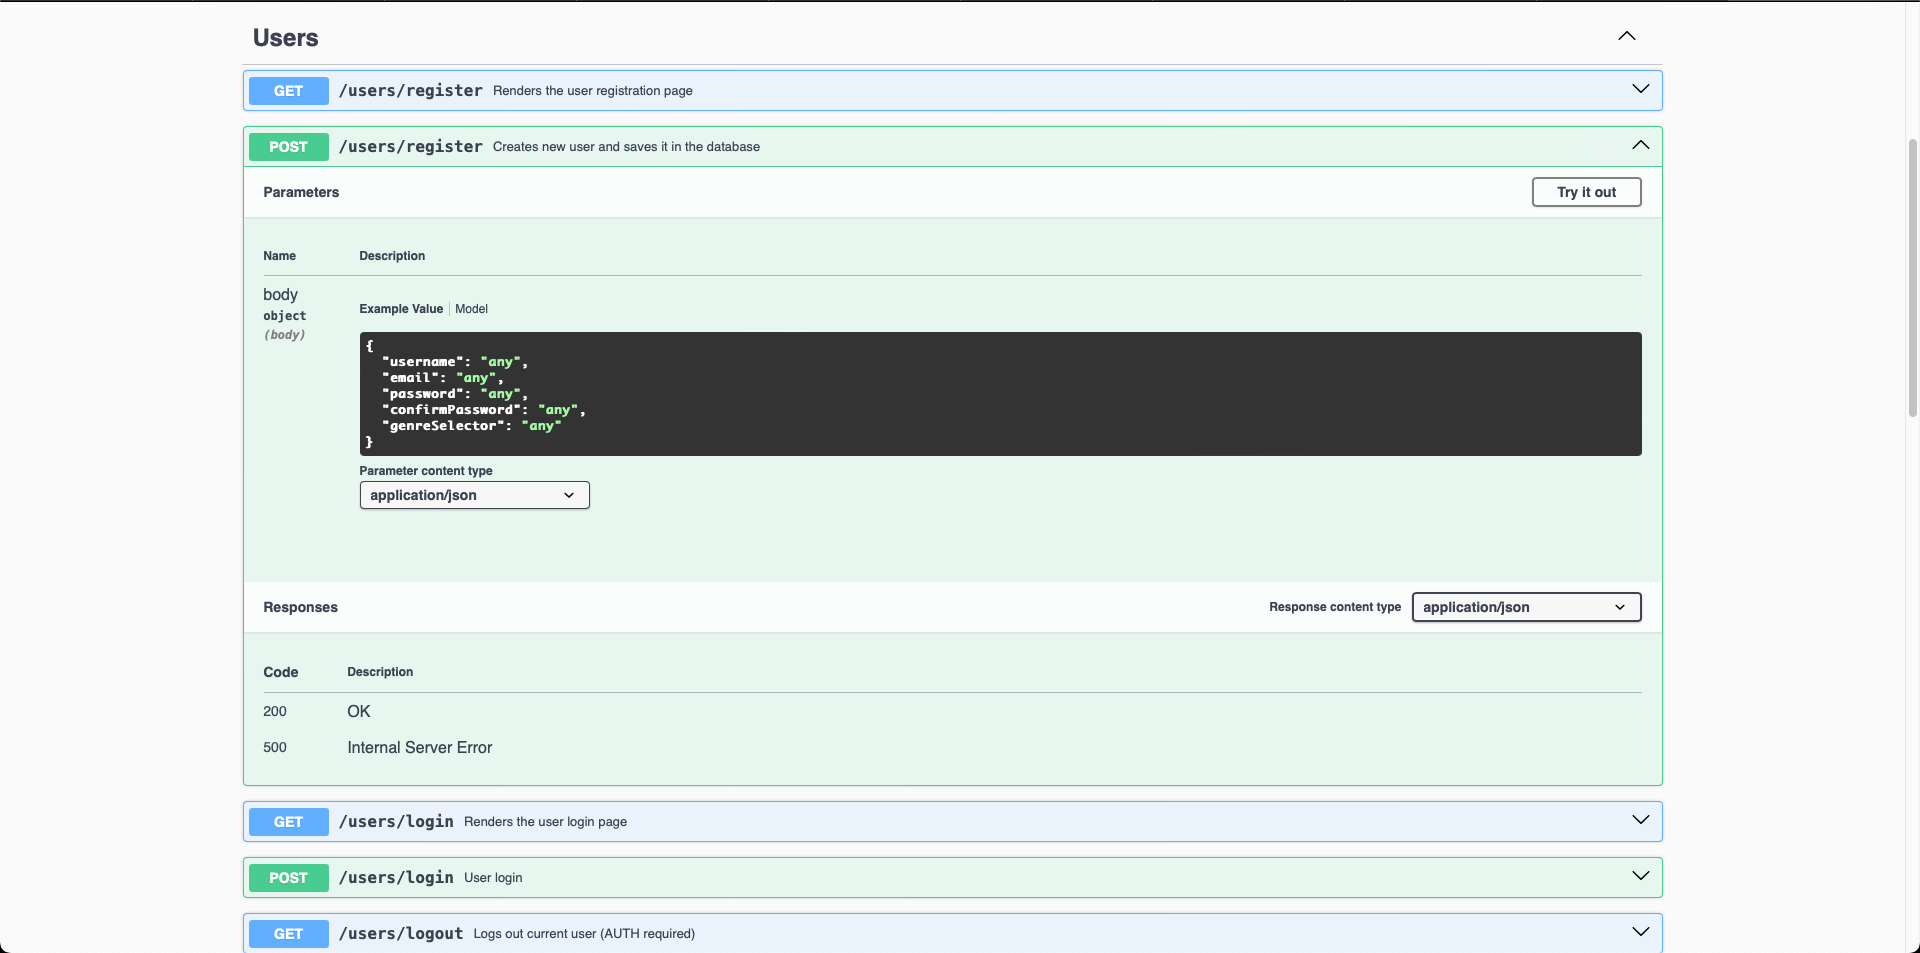 Users
GET /users/register Renders the user registration page
POST /users/register Creates new user and saves it in the database
Parameters Try it out
Name Description
body
object
(body)
Example Value Model
{
"username": "any",
"email": "any",
"password": "any",
"confirmPassword": "any",
"genreSelector": "any"
}
Parameter content type
application/json
Responses Response content type application/json
Code Description
200 OK
500 Internal Server Error
GET /users/login Renders the user login page
POST /users/login User login
GET /users/logout Logs out current user (AUTH required)